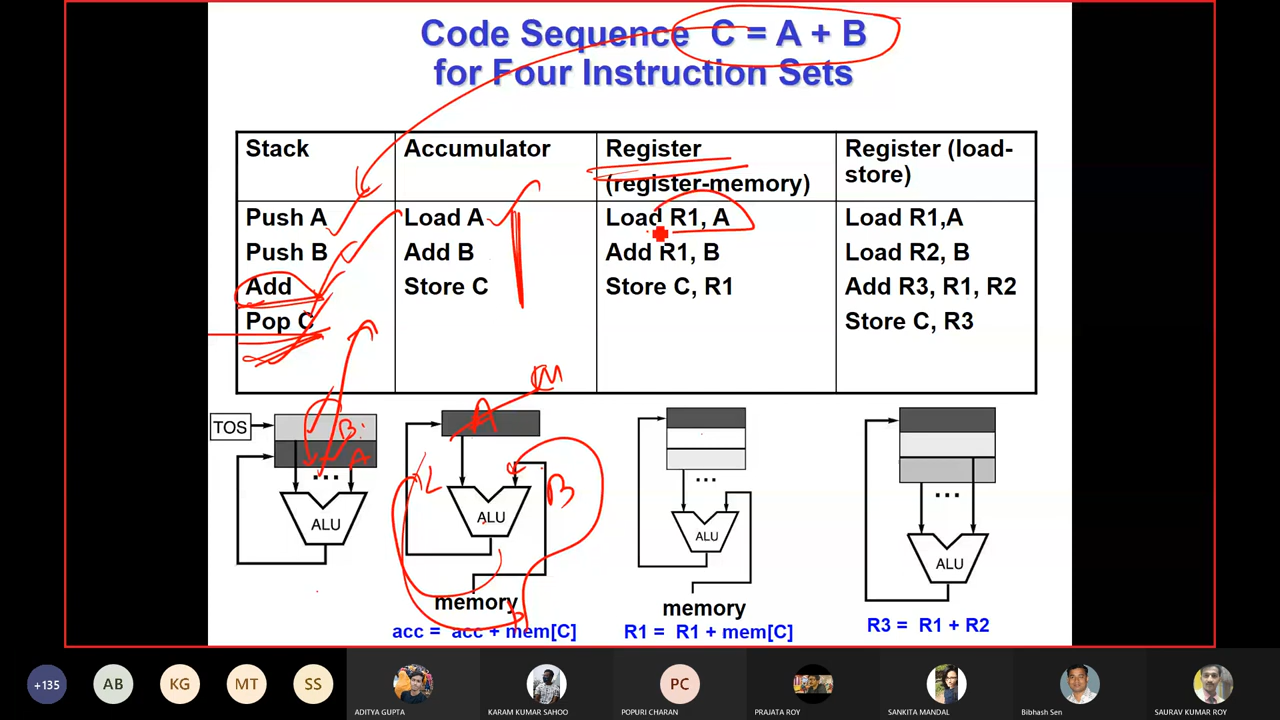 Code Sequence C = A + B
for Four Instruction Sets
Stack
Accumulator
Register
(register-memory)
Register (load-
store)
Push A
Load A
Load R1, A
Load R1,A
Push B
Add B
Add R1, B
Load R2, B
Add
Store C
Store C, R1
Add R3, R1, R2
Pop C
Store C, R3
TOS
B
A
...
ALU
A
B
ALU
memory
...
ALU
memory
...
ALU
acc = acc + mem[C]
R1 = R1 + mem[C]
R3 = R1 + R2
+135
AB
KG
MT
SS
PC
ADITYA GUPTA
KARAM KUMAR SAHOO
POPURI CHARAN
PRAJATA ROY
SANKITA MANDAL
Bibhash Sen
SAURAV KUMAR ROY